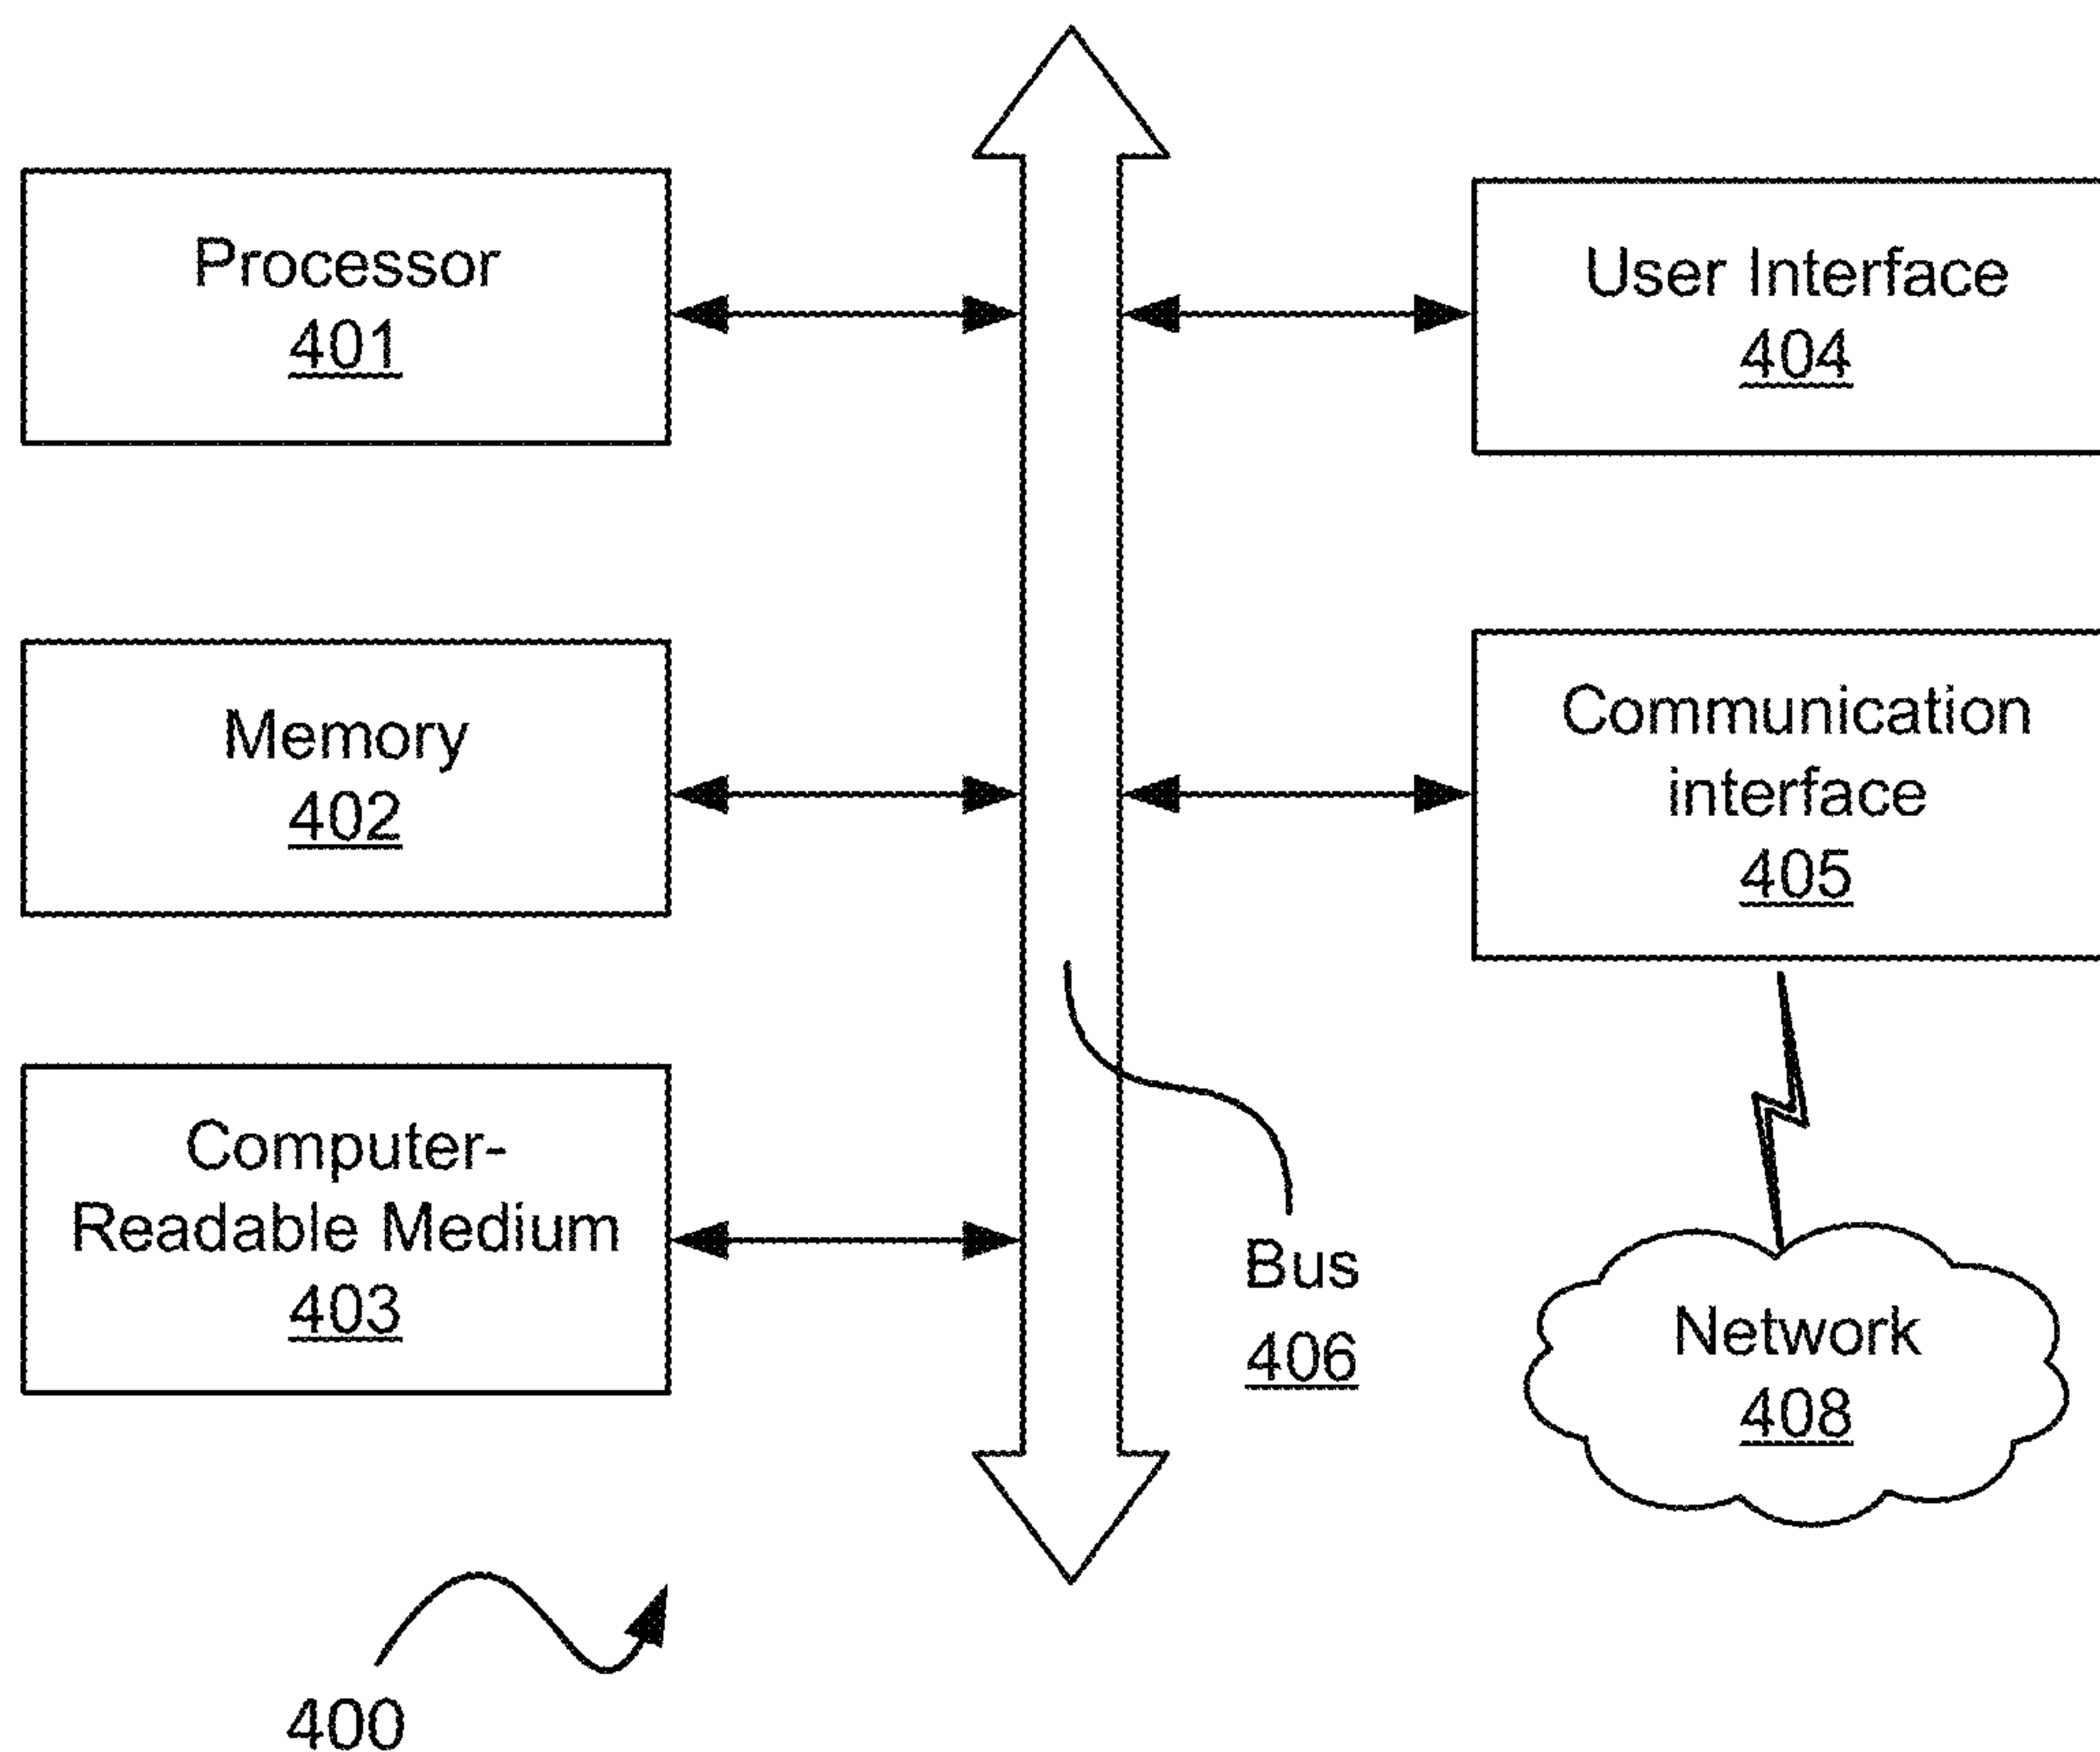 Processor
401
User Interface
404
Memory
402
Communication
interface
405
Computer-
Readable Medium
403
Bus
406
Network
408
400